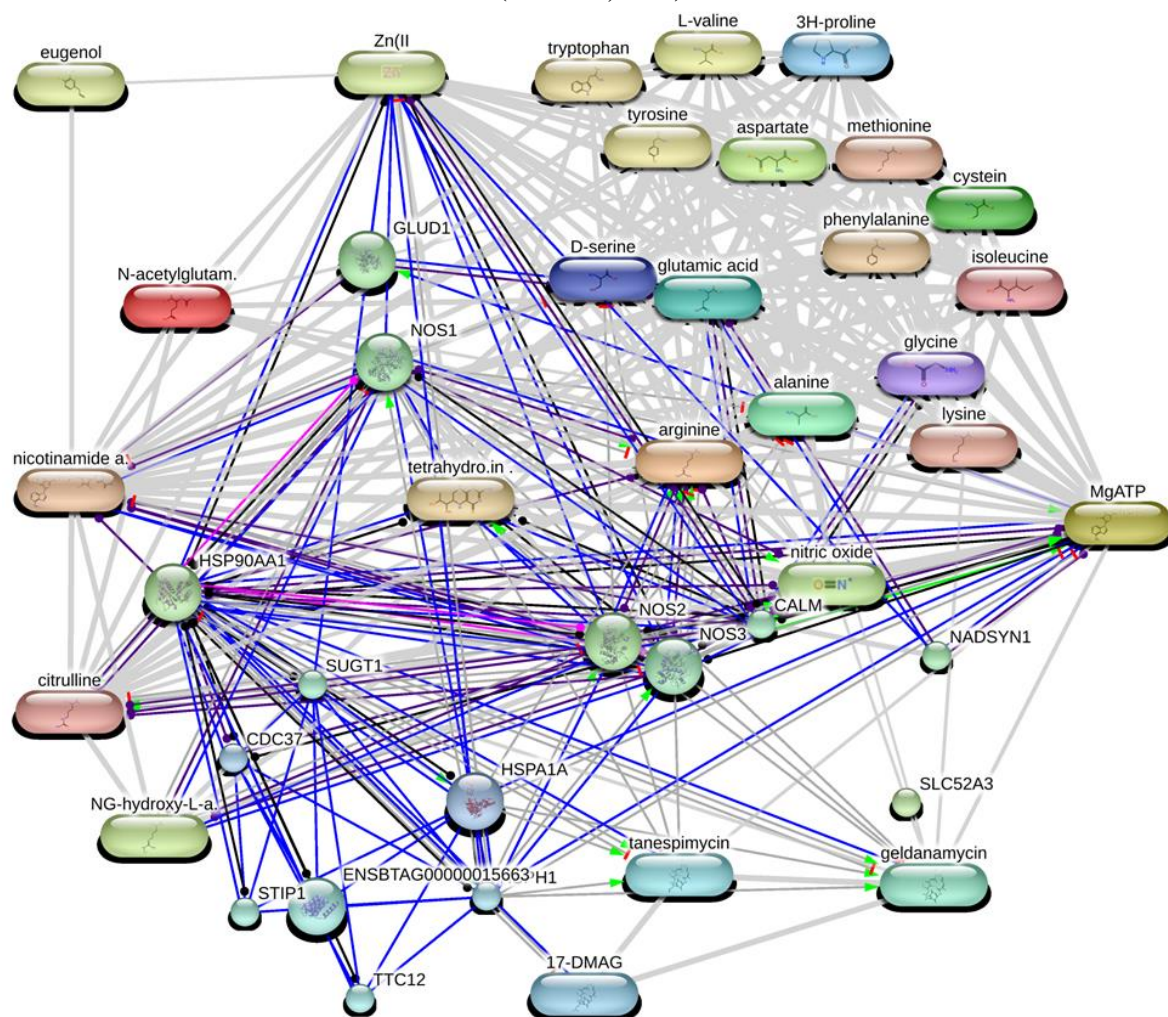 L-valine
3H-proline
eugenol
Zn(II
tryptophan
tyrosine
aspartate
methionine
cystein
phenylalanine
GLUD1
D-serine
glutamic acid
isoleucine
N-acetylglutam.
NOS1
glycine
alanine
lysine
arginine
nicotinamide a.
tetrahydro.in .
MgATP
HSP90AA1
nitric oxide
NOS2
CALM
NOS3
NADSYN1
SUGT1
citrulline
CDC37
HSPA1A
SLC52A3
NG-hydroxy-L-a.
tanespimycin
geldanamycin
ENSBTAG00000015663
H1
STIP1
17-DMAG
TTC12